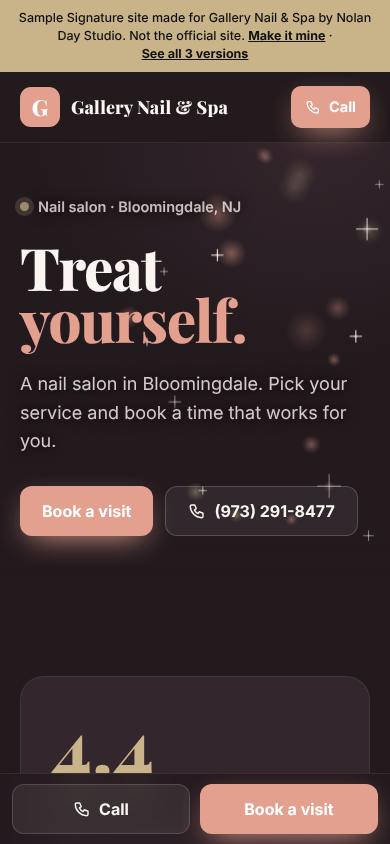 Sample Signature site made for Gallery Nail & Spa by Nolan
Day Studio. Not the official site. Make it mine ·
See all 3 versions
G Gallery Nail & Spa Call
Nail salon · Bloomingdale, NJ
Treat
yourself.
A nail salon in Bloomingdale. Pick your
service and book a time that works for
you.
Book a visit (973) 291-8477
4.4
Call Book a visit